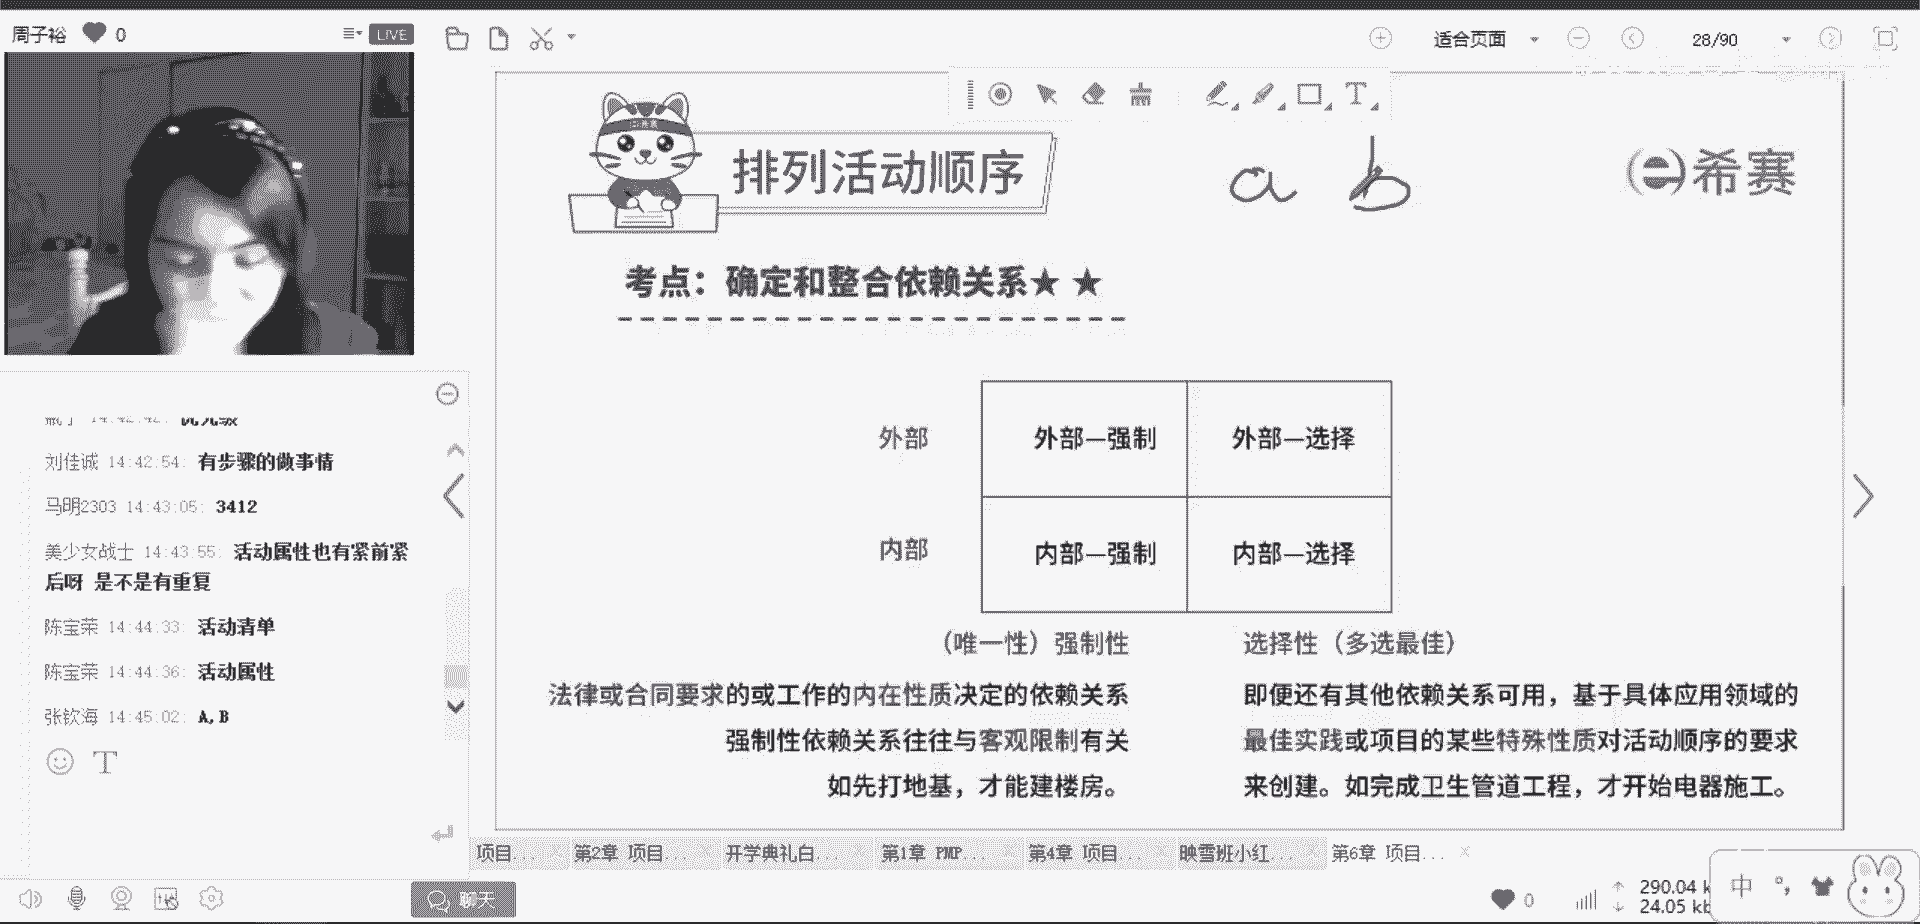 周子裕 0 LIVE
适合页面 28/90
排列活动顺序
a b
希赛
考点：确定和整合依赖关系★ ★
外部 外部—强制 外部—选择
内部 内部—强制 内部—选择
（唯一性）强制性
法律或合同要求的或工作的内在性质决定的依赖关系
强制性依赖关系往往与客观限制有关
如先打地基，才能建楼房。
选择性（多选最佳）
即便还有其他依赖关系可用，基于具体应用领域的
最佳实践或项目的某些特殊性质对活动顺序的要求
来创建。如完成卫生管道工程，才开始电器施工。
刘佳诚 14:42:54: 有步骤的做事情
马明2303 14:43:05: 3412
美少女战士 14:43:55: 活动属性也有紧前紧
后呀 是不是有重复
陈宝荣 14:44:33: 活动清单
陈宝荣 14:44:36: 活动属性
张钦海 14:45:02: A,B
项目... 第2章 项目... 开学典礼白... 第1章 PMP... 第4章 项目... 映雪班小红... 第6章 项目...
聊天
0 290.04 k
24.05 kb
中